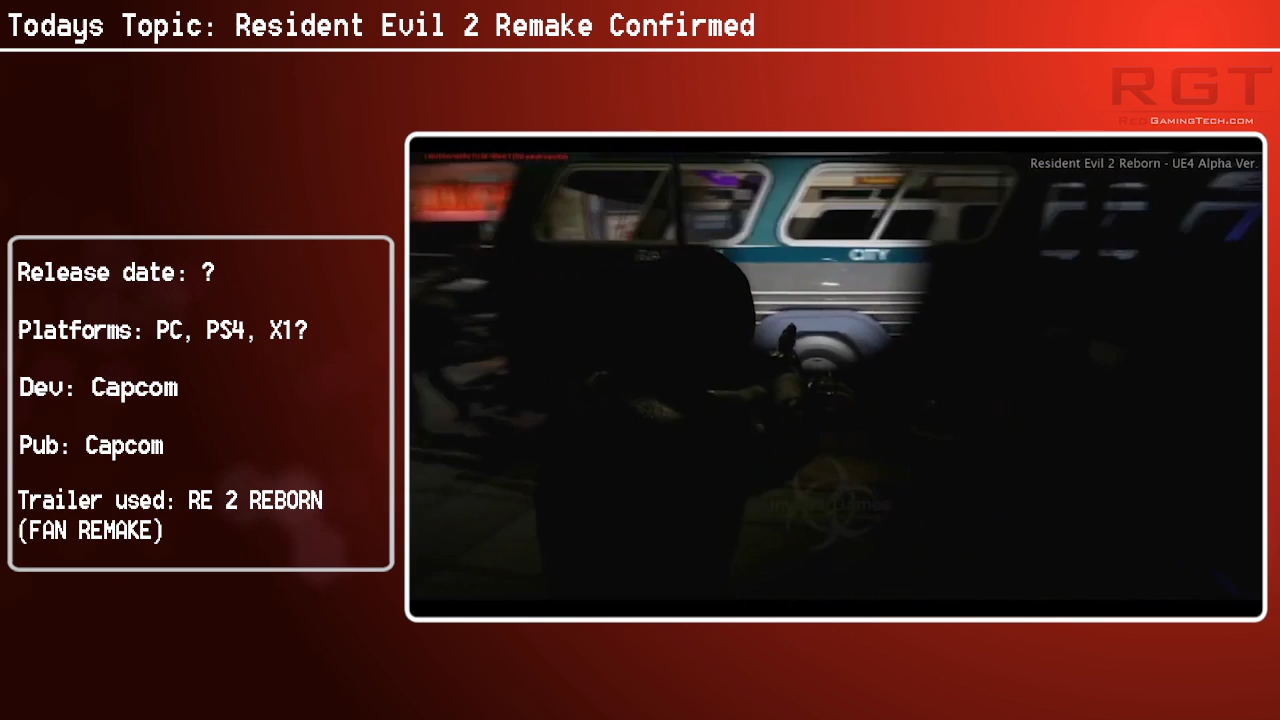 Todays Topic: Resident Evil 2 Remake Confirmed
RGT
RedGamingTech.com
Resident Evil 2 Reborn - UE4 Alpha Ver.
CITY
Release date: ?
Platforms: PC, PS4, X1?
Dev: Capcom
Pub: Capcom
Trailer used: RE 2 REBORN
(FAN REMAKE)